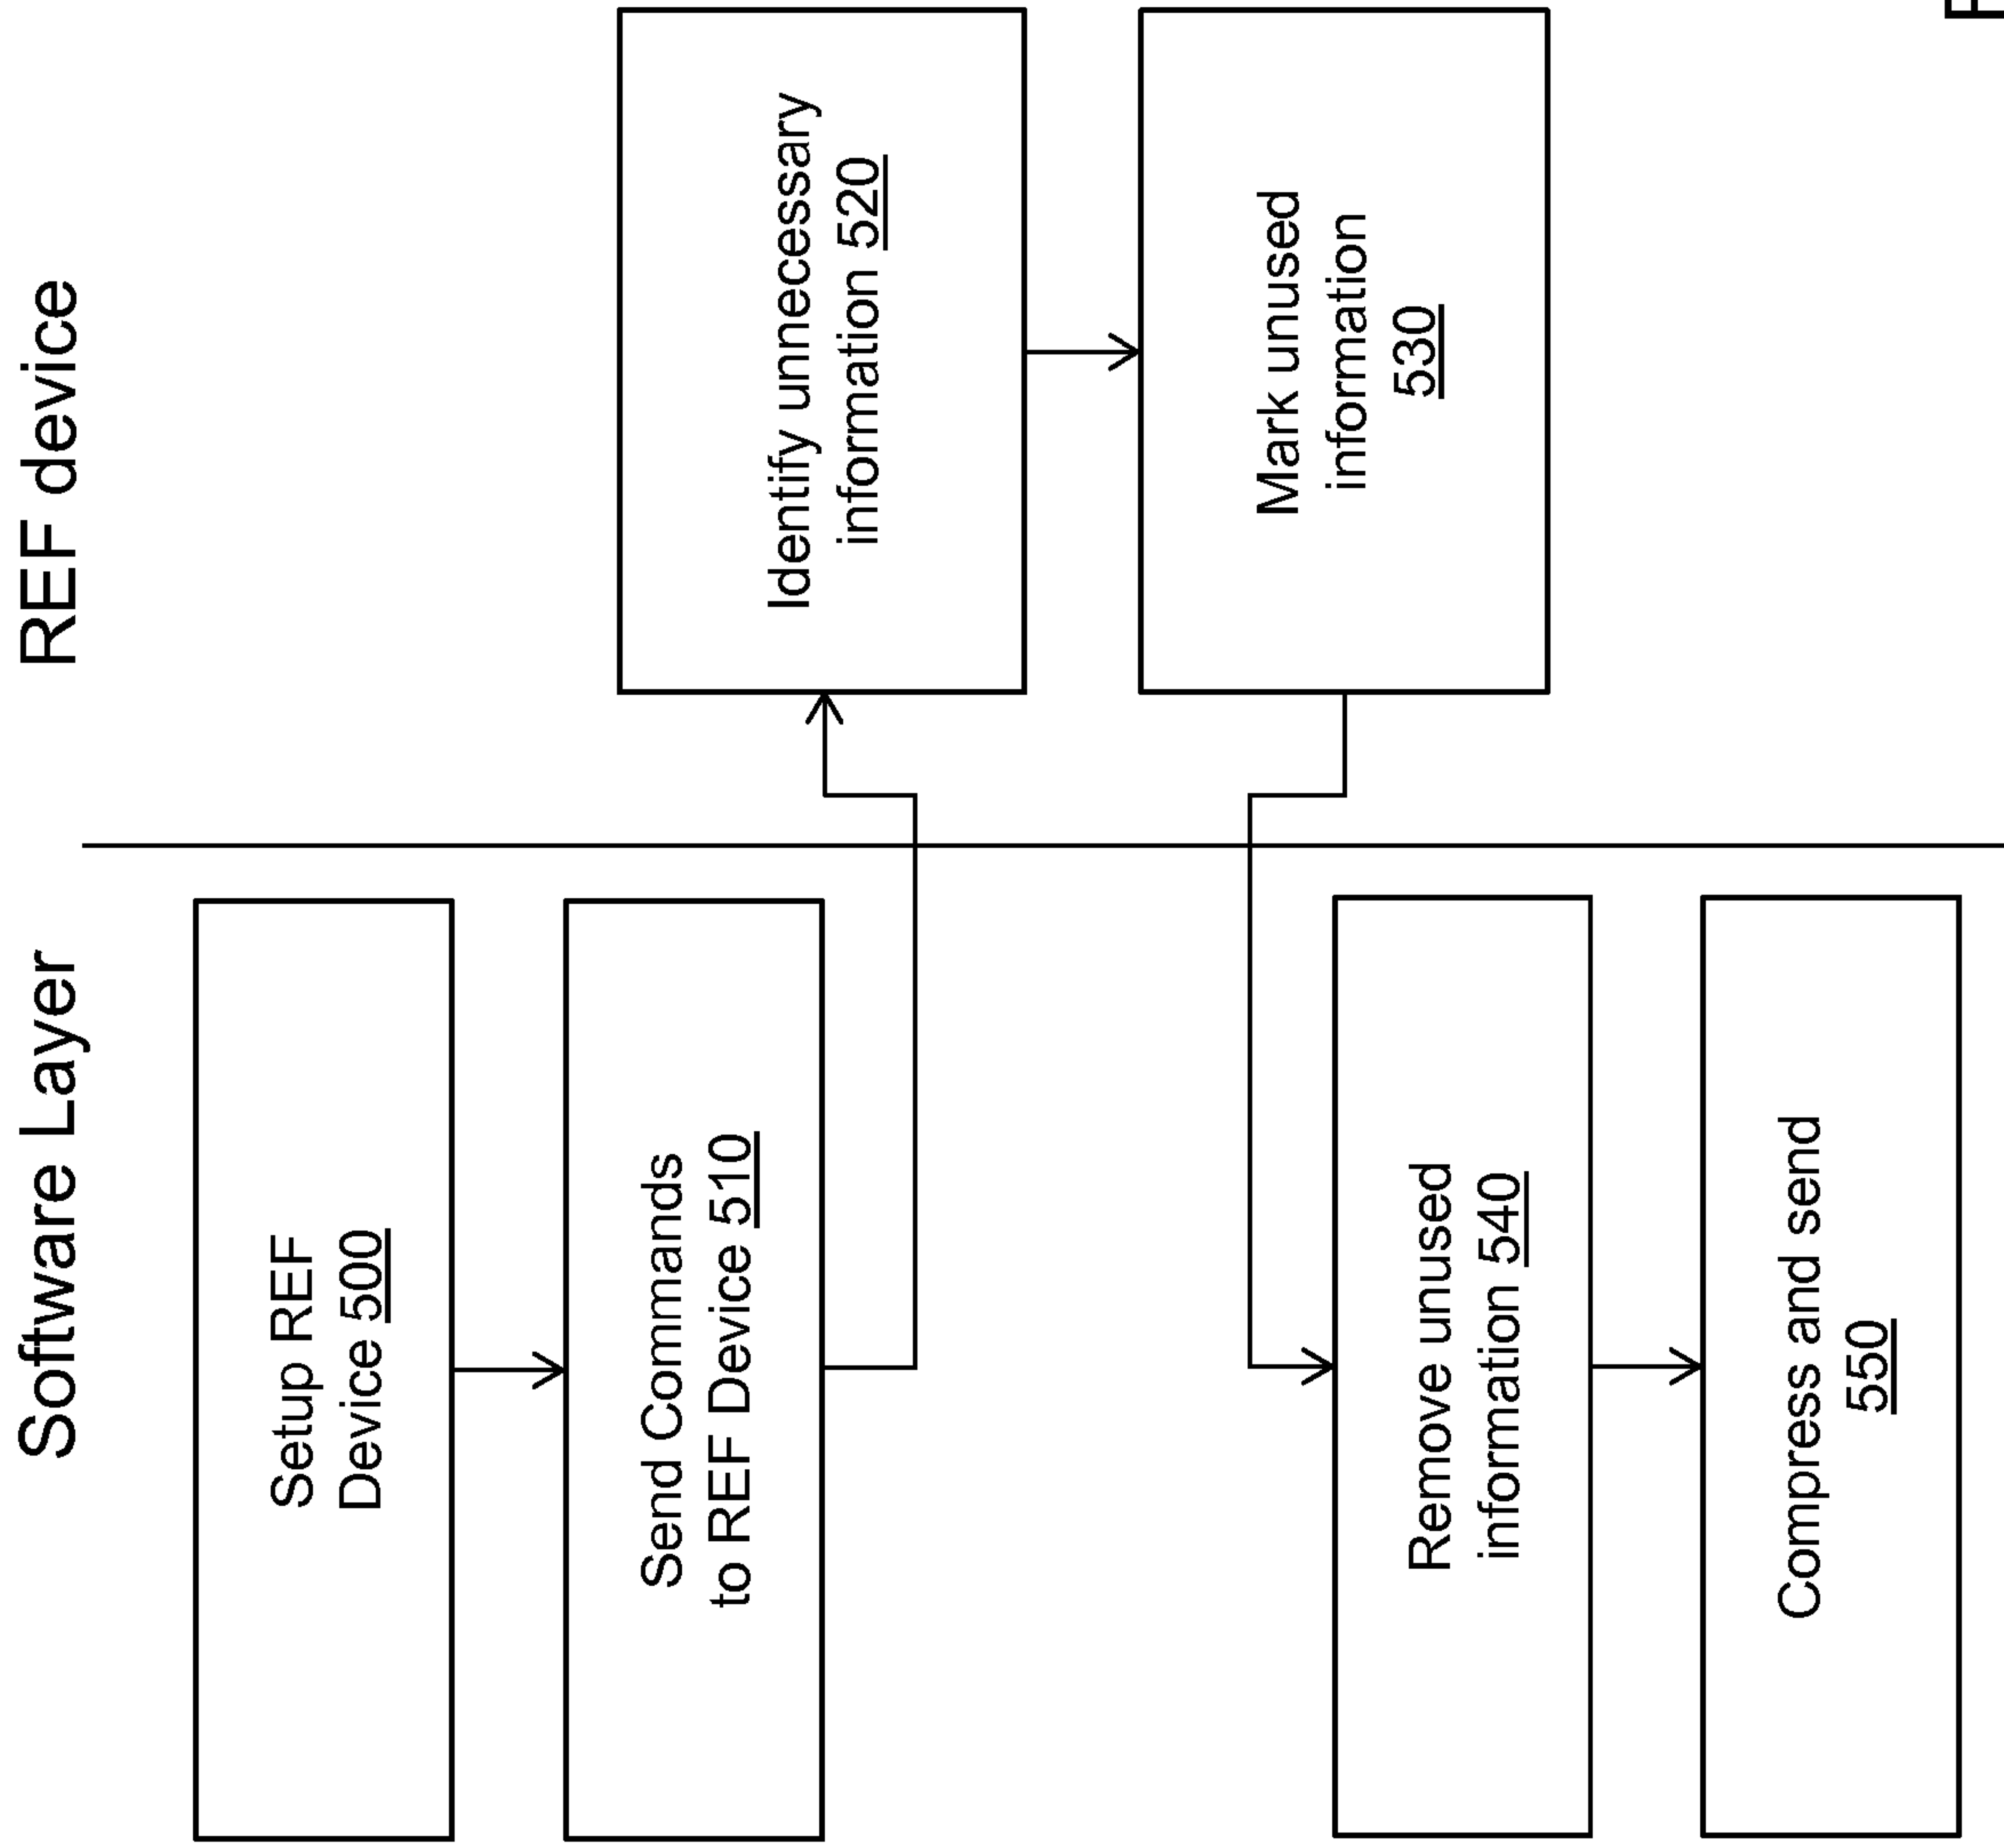 Software Layer
REF device
Setup REF
Device 500
Send Commands
to REF Device 510
Identify unnecessary
information 520
Mark unused
information
530
Remove unused
information 540
Compress and send
550